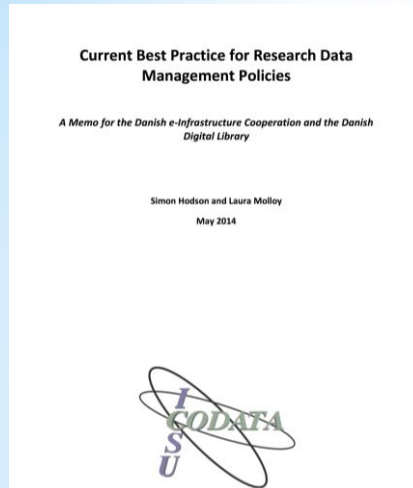 Current Best Practice for Research Data
Management Policies
A Memo for the Danish e-Infrastructure Cooperation and the Danish
Digital Library
Simon Hodson and Laura Molloy
May 2014
ICSU
CODATA